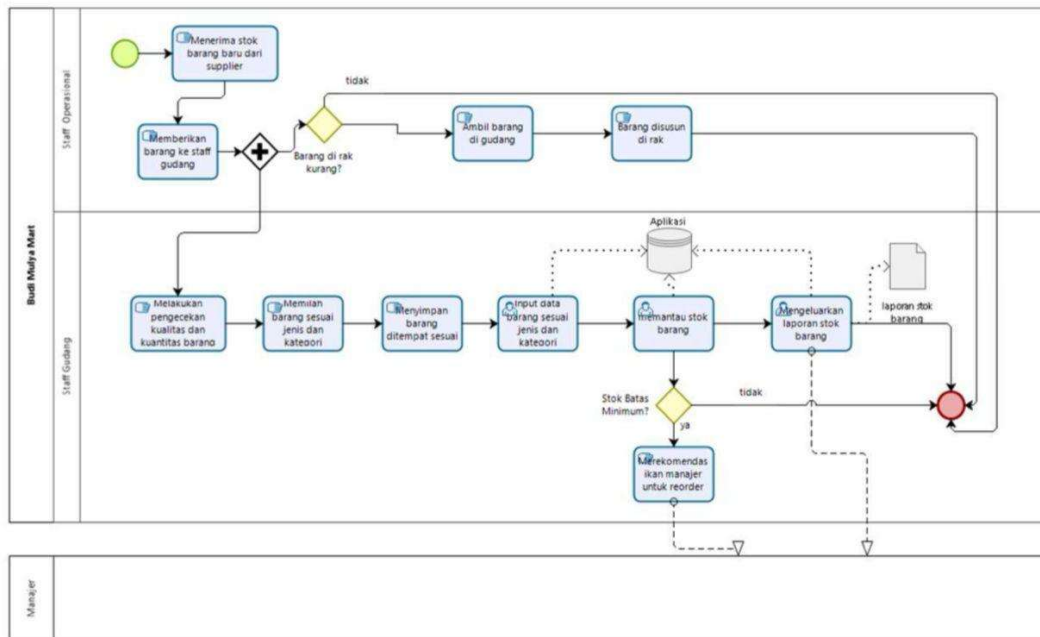 Budi Mulya Mart
Staff Operasional
Menerima stok
barang baru dari
supplier
Memberikan
barang ke staff
gudang
Barang di rak
kurang?
tidak
Ambil barang
di gudang
Barang disusun
di rak
Staff Gudang
Melakukan
pengecekan
kualitas dan
kuantitas barang
Memilah
barang sesuai
jenis dan
kategori
Menyimpan
barang
ditempat sesuai
Input data
barang sesuai
jenis dan
kategori
memantau stok
barang
Mengeluarkan
laporan stok
barang
Aplikasi
laporan stok
barang
Stok Batas
Minimum?
tidak
ya
Merekomendas
ikan manajer
untuk reorder
Manajer